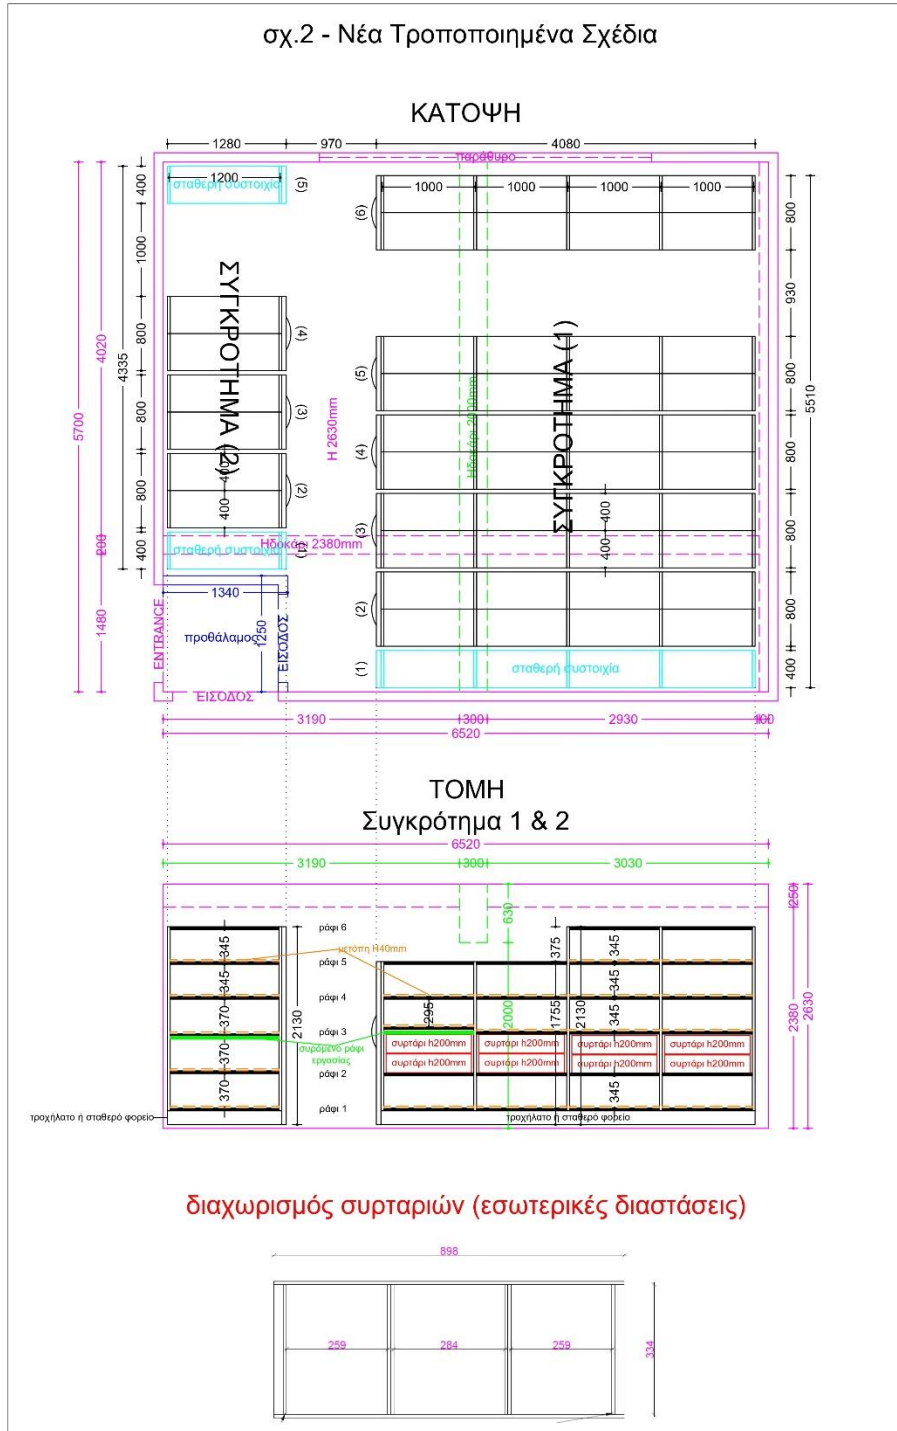 σχ.2 - Νέα Τροποποιημένα Σχέδια
ΚΑΤΟΨΗ
1280 970 4080
παράθυρο
1200
σταθερή συστοιχία
(5)
1000 1000 1000 1000
(6)
400
1000
800
800
800
400
4335
4020
200
1480
5700
ΣΥΓΚΡΟΤΗΜΑ (2)
(4)
(3)
(2)
400
400
σταθερή συστοιχία
(1)
H 2630mm
Hδοκάρι 2380mm
Hδοκάρι 2000mm
ΣΥΓΚΡΟΤΗΜΑ (1)
(5)
(4)
(3)
400
400
(2)
(1)
σταθερή συστοιχία
800
930
800
800
800
800
400
5510
1340
προθάλαμος
1250
ENTRANCE
ΕΙΣΟΔΟΣ
ΕΙΣΟΔΟΣ
3190 300 2930 100
6520
ΤΟΜΗ
Συγκρότημα 1 & 2
6520
3190 300 3030
250
630
ράφι 6
μετόπη H40mm
ράφι 5
ράφι 4
ράφι 3
συρόμενο ράφι
εργασίας
ράφι 2
ράφι 1
345
345
370
370
370
2130
295
2000
375
1755
2130
345
345
345
345
2380
2630
συρτάρι h200mm συρτάρι h200mm συρτάρι h200mm συρτάρι h200mm
συρτάρι h200mm συρτάρι h200mm συρτάρι h200mm συρτάρι h200mm
τροχήλατο ή σταθερό φορείο
τροχήλατο ή σταθερό φορείο
διαχωρισμός συρταριών (εσωτερικές διαστάσεις)
898
259 284 259
334